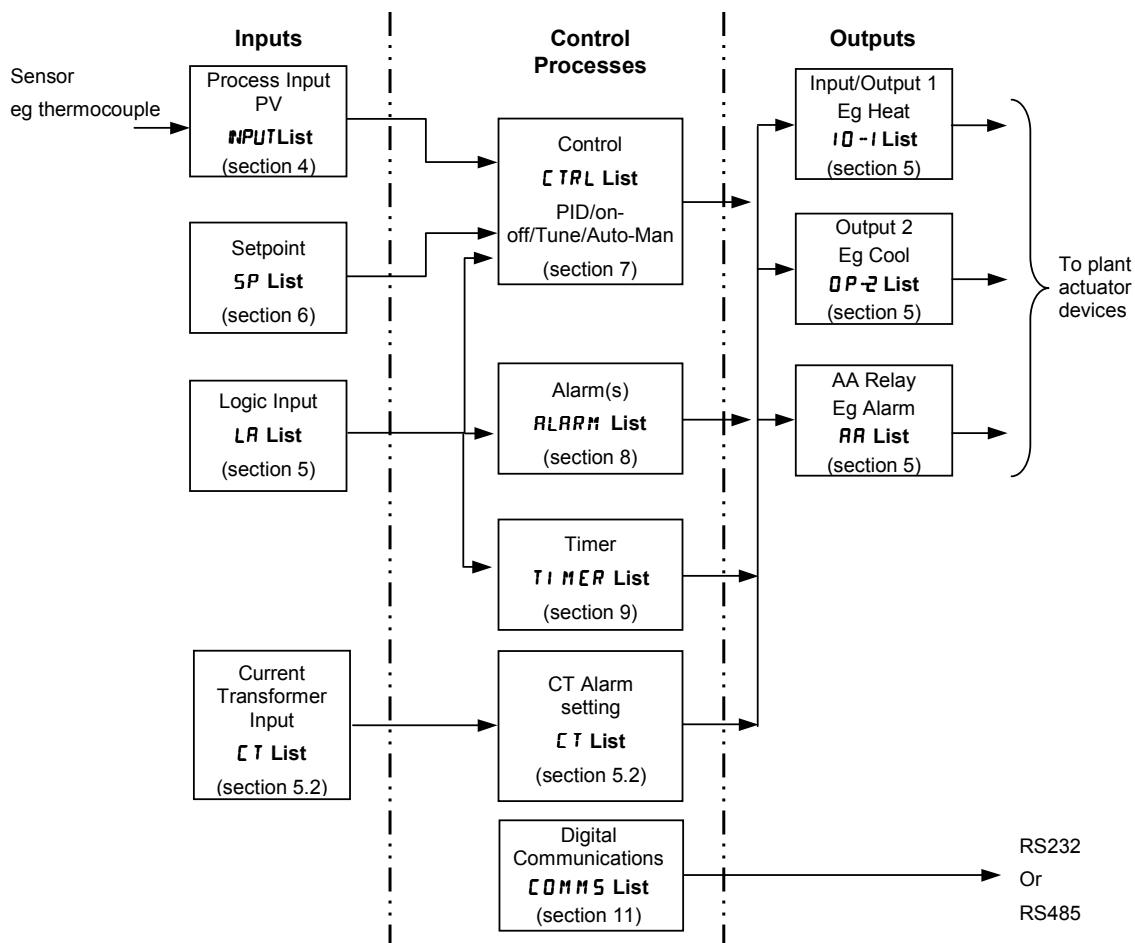 Inputs
Control
Processes
Outputs
Sensor
eg thermocouple
Process Input
PV
INPUT List
(section 4)
Setpoint
SP List
(section 6)
Logic Input
LA List
(section 5)
Current
Transformer
Input
CT List
(section 5.2)
Control
CTRL List
PID/on-
off/Tune/Auto-Man
(section 7)
Alarm(s)
ALARM List
(section 8)
Timer
TIMER List
(section 9)
CT Alarm
setting
CT List
(section 5.2)
Digital
Communications
COMMS List
(section 11)
Input/Output 1
Eg Heat
IO-1 List
(section 5)
Output 2
Eg Cool
OP-2 List
(section 5)
AA Relay
Eg Alarm
AA List
(section 5)
To plant
actuator
devices
RS232
Or
RS485